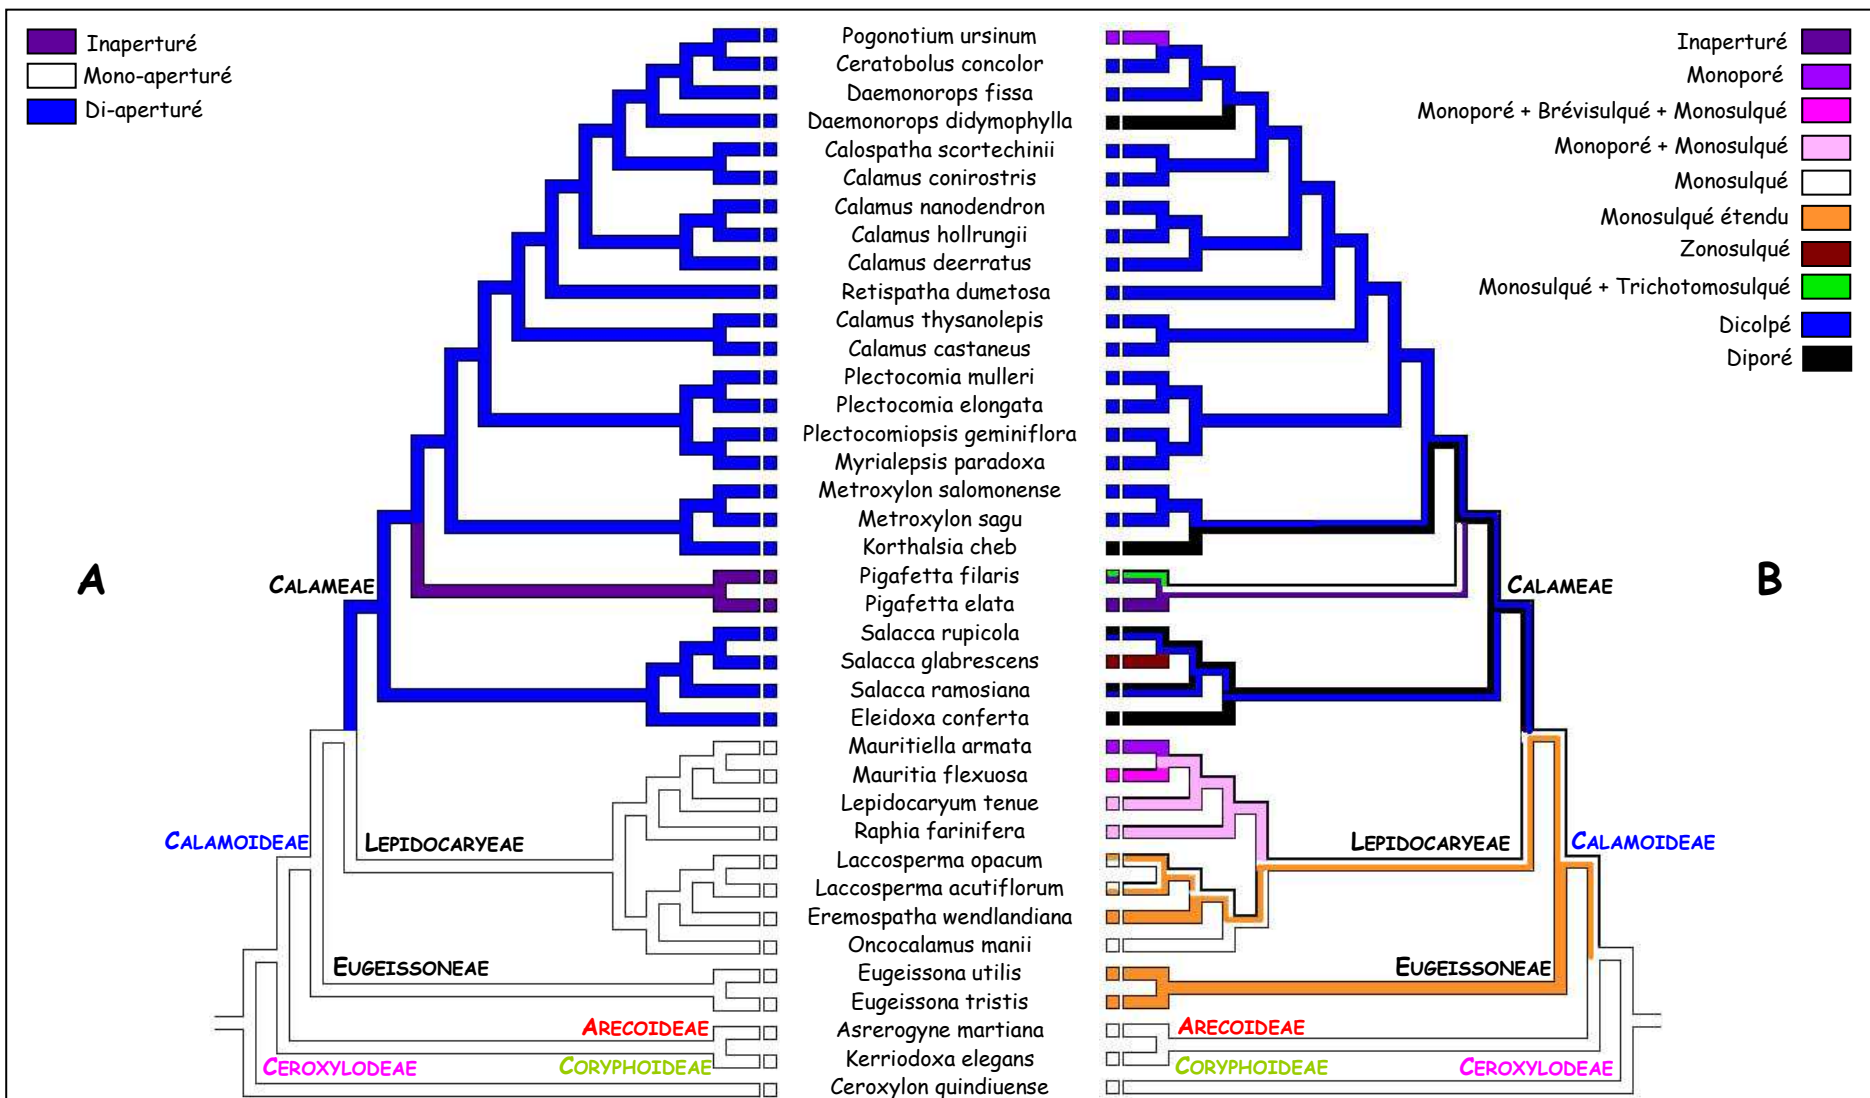 Inaperturé
Mono-aperturé
Di-aperturé
Pogonotium ursinum
Ceratobolus concolor
Daemonorops fissa
Daemonorops didymophylla
Calospatha scortechinii
Calamus conirostris
Calamus nanodendron
Calamus hollrungii
Calamus deerratus
Retispatha dumetosa
Calamus thysanolepis
Calamus castaneus
Plectocomia mulleri
Plectocomia elongata
Plectocomiopsis geminiflora
Myrialepsis paradoxa
Metroxylon salomonense
Metroxylon sagu
Korthalsia cheb
Pigafetta filaris
Pigafetta elata
Salacca rupicola
Salacca glabrescens
Salacca ramosiana
Eleidoxa conferta
Mauritiella armata
Mauritia flexuosa
Lepidocaryum tenue
Raphia farinifera
Laccosperma opacum
Laccosperma acutiflorum
Eremospatha wendlandiana
Oncocalamus manii
Eugeissona utilis
Eugeissona tristis
Asrerogyne martiana
Kerriodoxa elegans
Ceroxylon quindiuense
Inaperturé
Monoporé
Monoporé + Brévisulqué + Monosulqué
Monoporé + Monosulqué
Monosulqué
Monosulqué étendu
Zonosulqué
Monosulqué + Trichotomosulqué
Dicolpé
Diporé
A
CALAMEAE
CALAMOIDEAE
LEPIDOCARYEAE
EUGEISSONEAE
ARECOIDEAE
CEROXYLODEAE
CORYPHOIDEAE
CALAMEAE
B
LEPIDOCARYEAE
CALAMOIDEAE
EUGEISSONEAE
ARECOIDEAE
CORYPHOIDEAE
CEROXYLODEAE